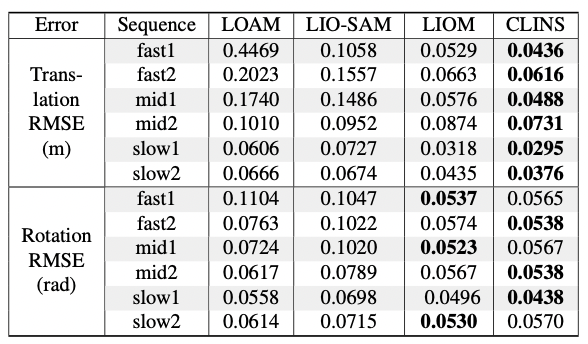 Error Sequence LOAM LIO-SAM LIOM CLINS
Trans-
lation
RMSE
(m)
fast1 0.4469 0.1058 0.0529 0.0436
fast2 0.2023 0.1557 0.0663 0.0616
mid1 0.1740 0.1486 0.0576 0.0488
mid2 0.1010 0.0952 0.0874 0.0731
slow1 0.0606 0.0727 0.0318 0.0295
slow2 0.0666 0.0674 0.0435 0.0376
Rotation
RMSE
(rad)
fast1 0.1104 0.1047 0.0537 0.0565
fast2 0.0763 0.1022 0.0574 0.0538
mid1 0.0724 0.1020 0.0523 0.0567
mid2 0.0617 0.0789 0.0567 0.0538
slow1 0.0558 0.0698 0.0496 0.0438
slow2 0.0614 0.0715 0.0530 0.0570